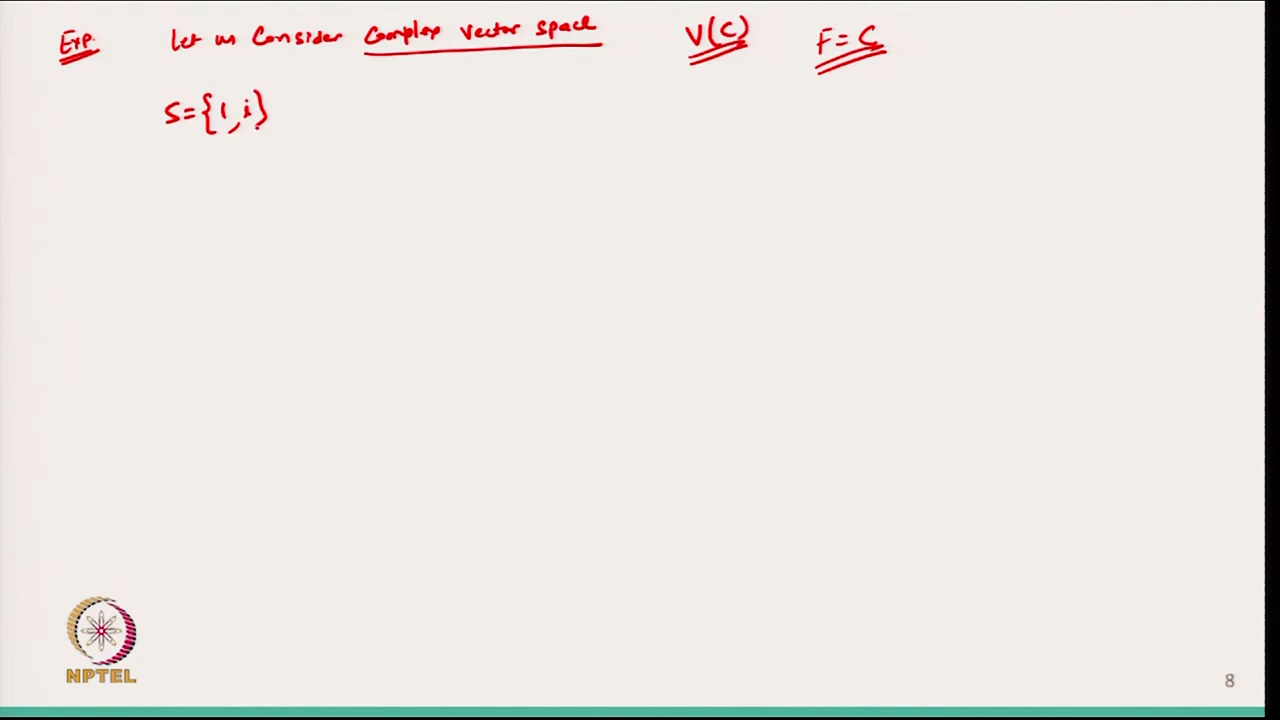 Exp. Let us Consider Complex Vector Space V(C) F=C
S={1,i}
NPTEL
8